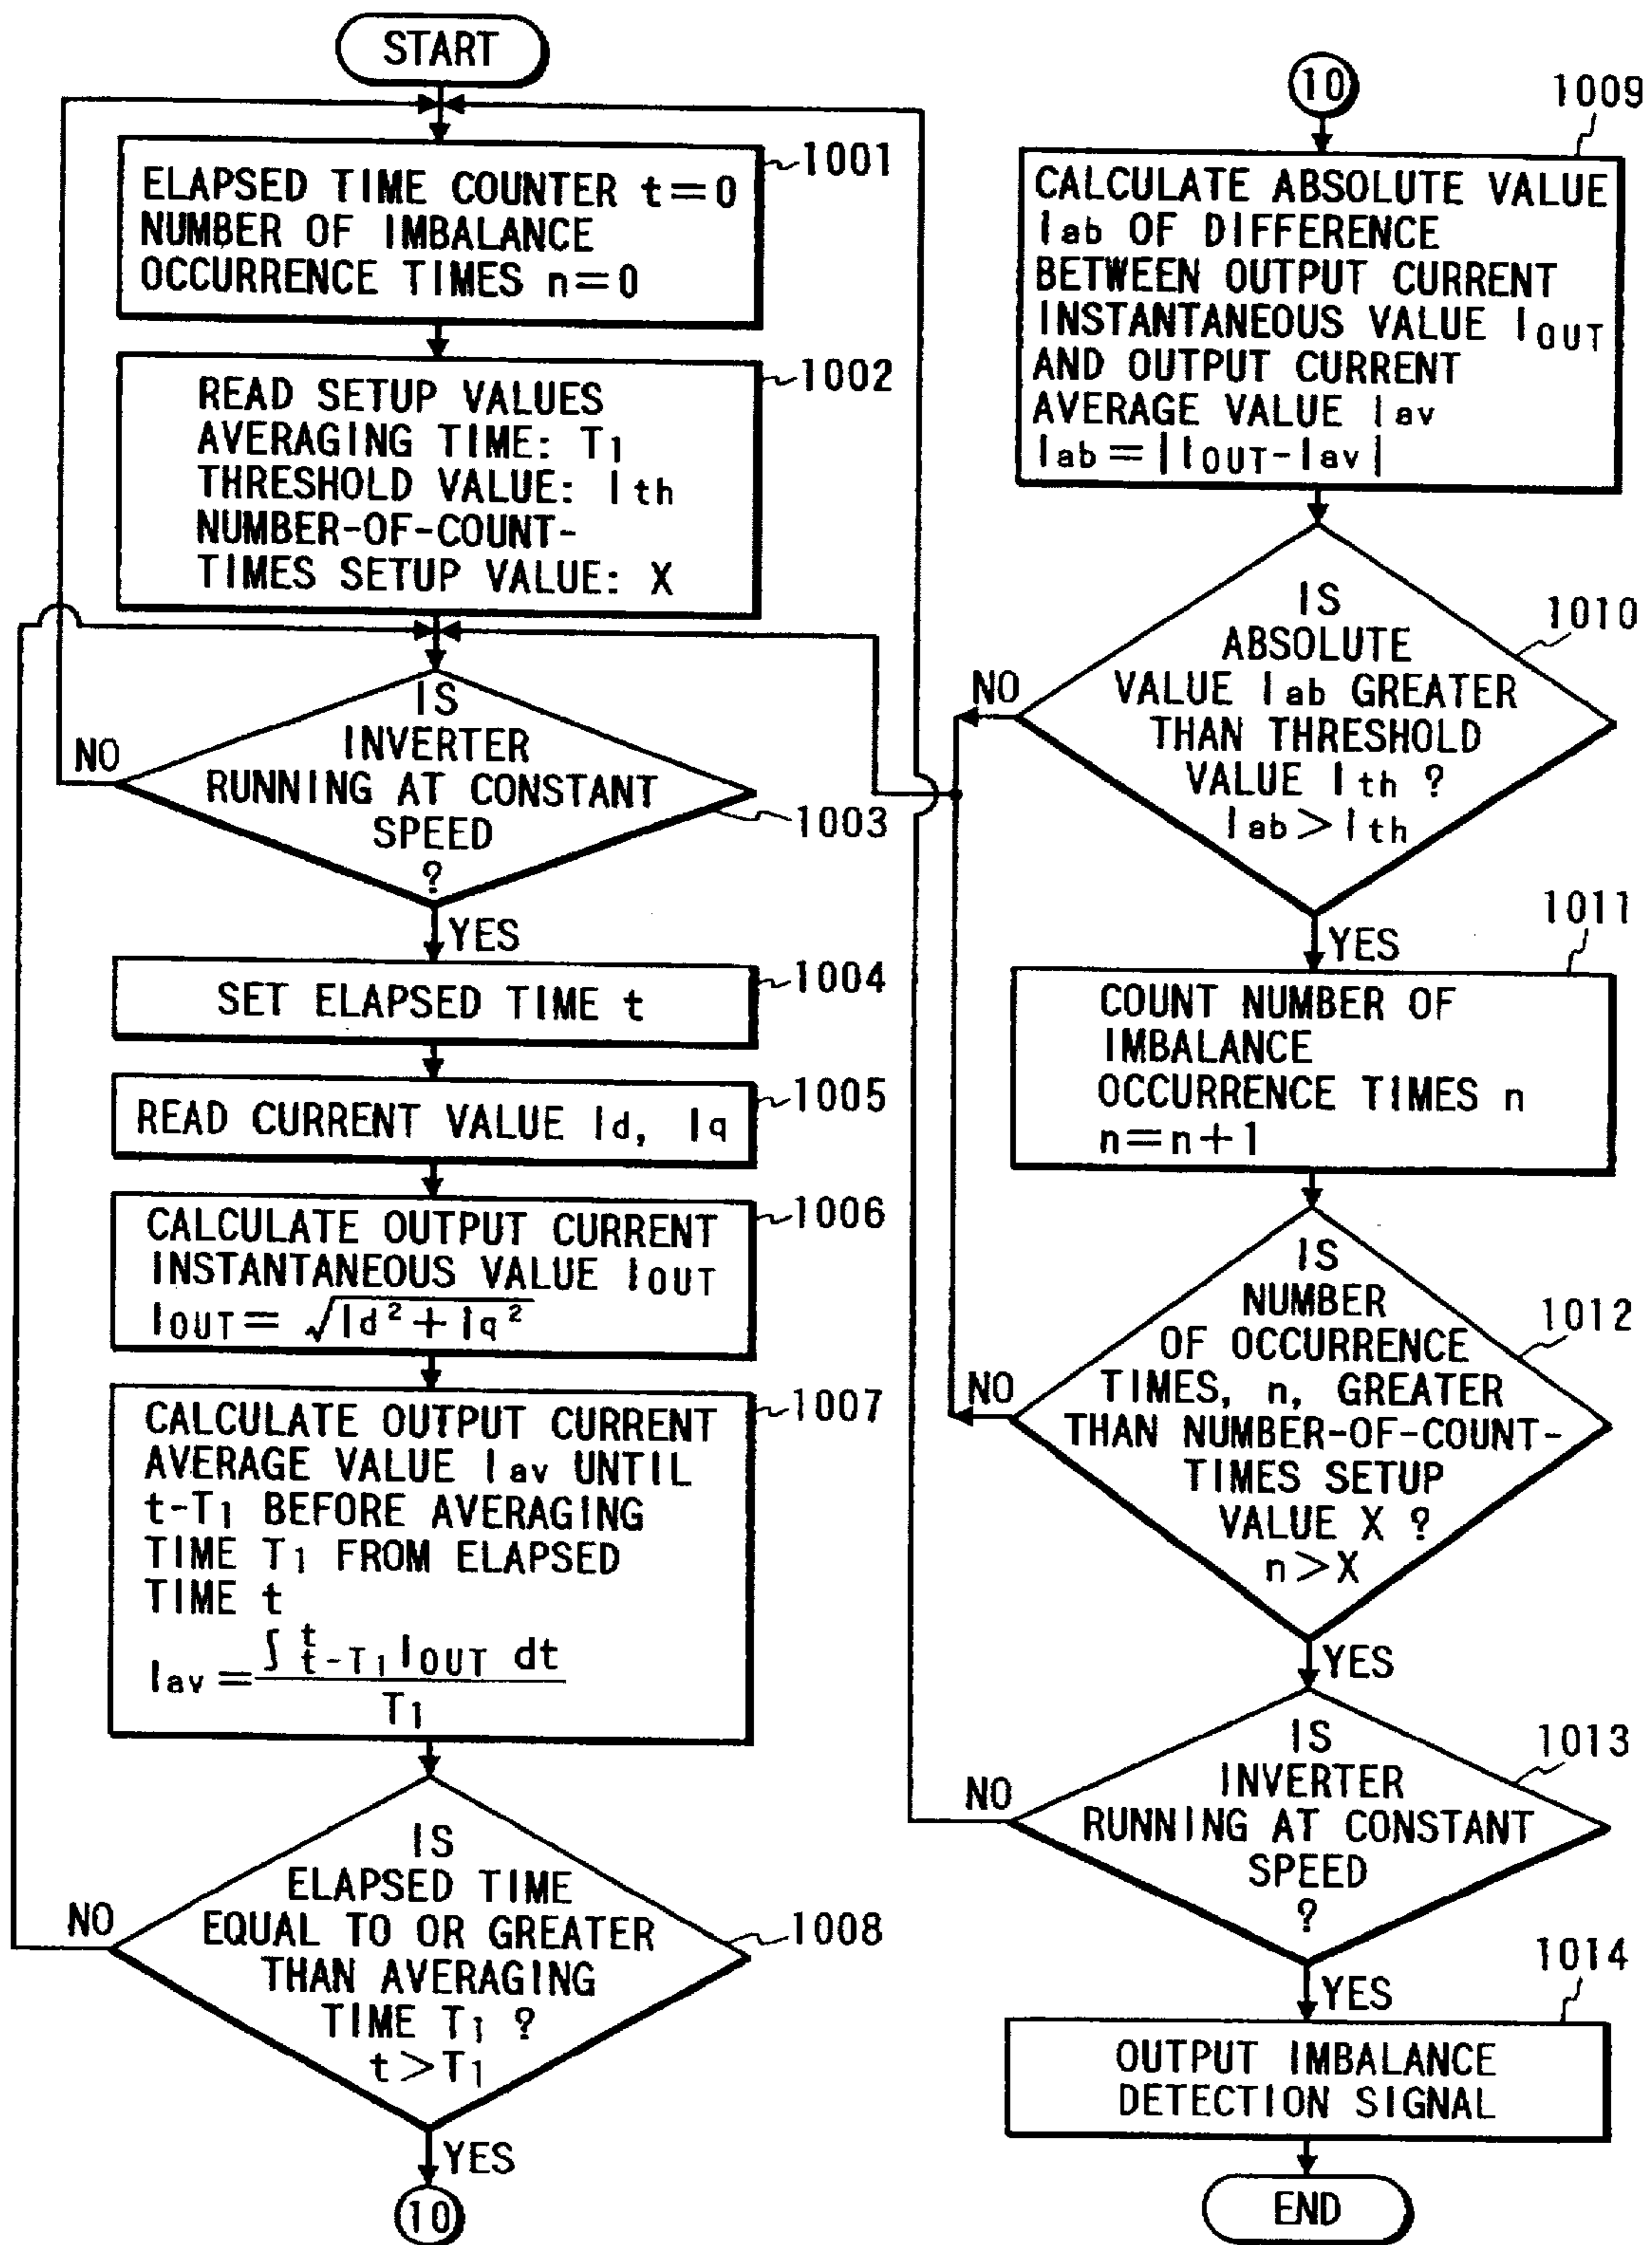 START
1001
ELAPSED TIME COUNTER t=0
NUMBER OF IMBALANCE
OCCURRENCE TIMES n=0
1002
READ SETUP VALUES
AVERAGING TIME: T1
THRESHOLD VALUE: Ith
NUMBER-OF-COUNT-
TIMES SETUP VALUE: X
IS
INVERTER
RUNNING AT CONSTANT
SPEED
?
NO
1003
YES
1004
SET ELAPSED TIME t
1005
READ CURRENT VALUE Id, Iq
1006
CALCULATE OUTPUT CURRENT
INSTANTANEOUS VALUE IOUT
IOUT=√Id²+Iq²
1007
CALCULATE OUTPUT CURRENT
AVERAGE VALUE Iav UNTIL
t-T1 BEFORE AVERAGING
TIME T1 FROM ELAPSED
TIME t
Iav=∫ t t-T1 IOUT dt
T1
IS
ELAPSED TIME
EQUAL TO OR GREATER
THAN AVERAGING
TIME T1 ?
t>T1
NO
1008
YES
10
10
1009
CALCULATE ABSOLUTE VALUE
Iab OF DIFFERENCE
BETWEEN OUTPUT CURRENT
INSTANTANEOUS VALUE IOUT
AND OUTPUT CURRENT
AVERAGE VALUE Iav
Iab=|IOUT-Iav|
1010
IS
ABSOLUTE
VALUE Iab GREATER
THAN THRESHOLD
VALUE Ith ?
Iab>Ith
NO
YES
1011
COUNT NUMBER OF
IMBALANCE
OCCURRENCE TIMES n
n=n+1
1012
IS
NUMBER
OF OCCURRENCE
TIMES, n, GREATER
THAN NUMBER-OF-COUNT-
TIMES SETUP
VALUE X ?
n>X
NO
YES
1013
IS
INVERTER
RUNNING AT CONSTANT
SPEED
?
NO
YES
1014
OUTPUT IMBALANCE
DETECTION SIGNAL
END